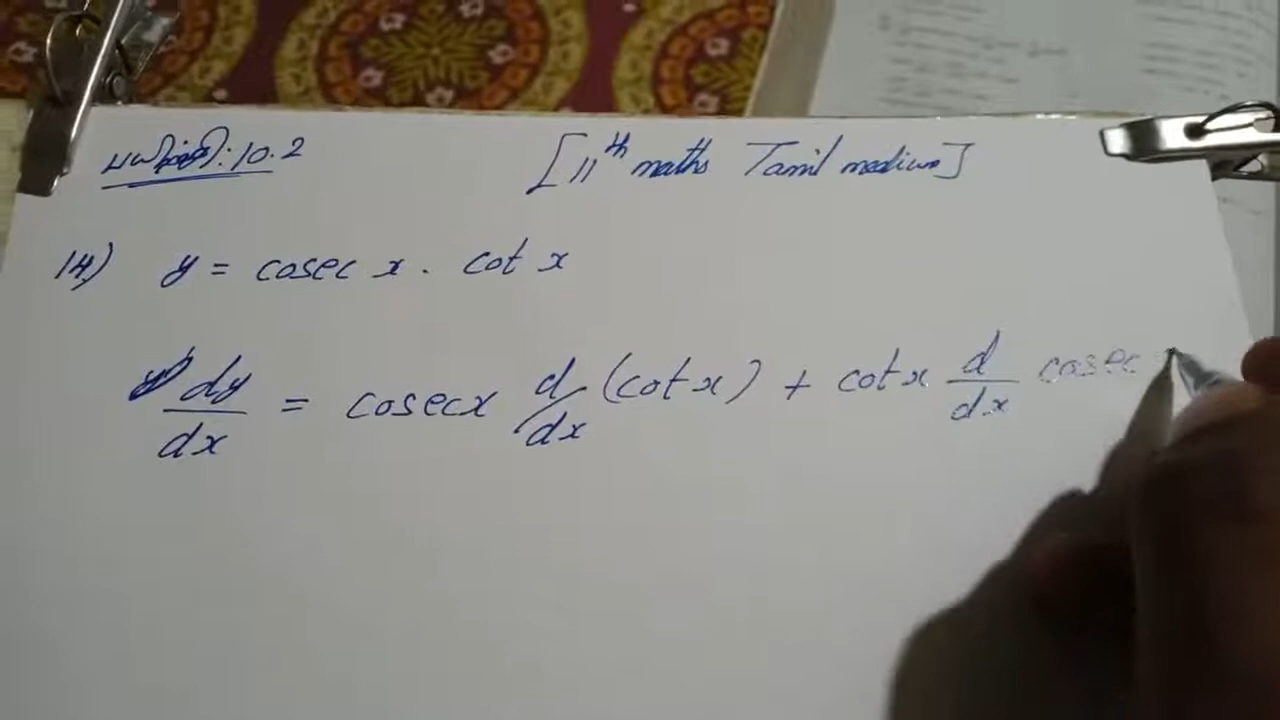 பயிற்சி: 10.2 [11th maths Tamil medium]
14) y = cosec x . cot x
dy/dx = cosecx d/dx (cotx) + cotx d/dx cosec